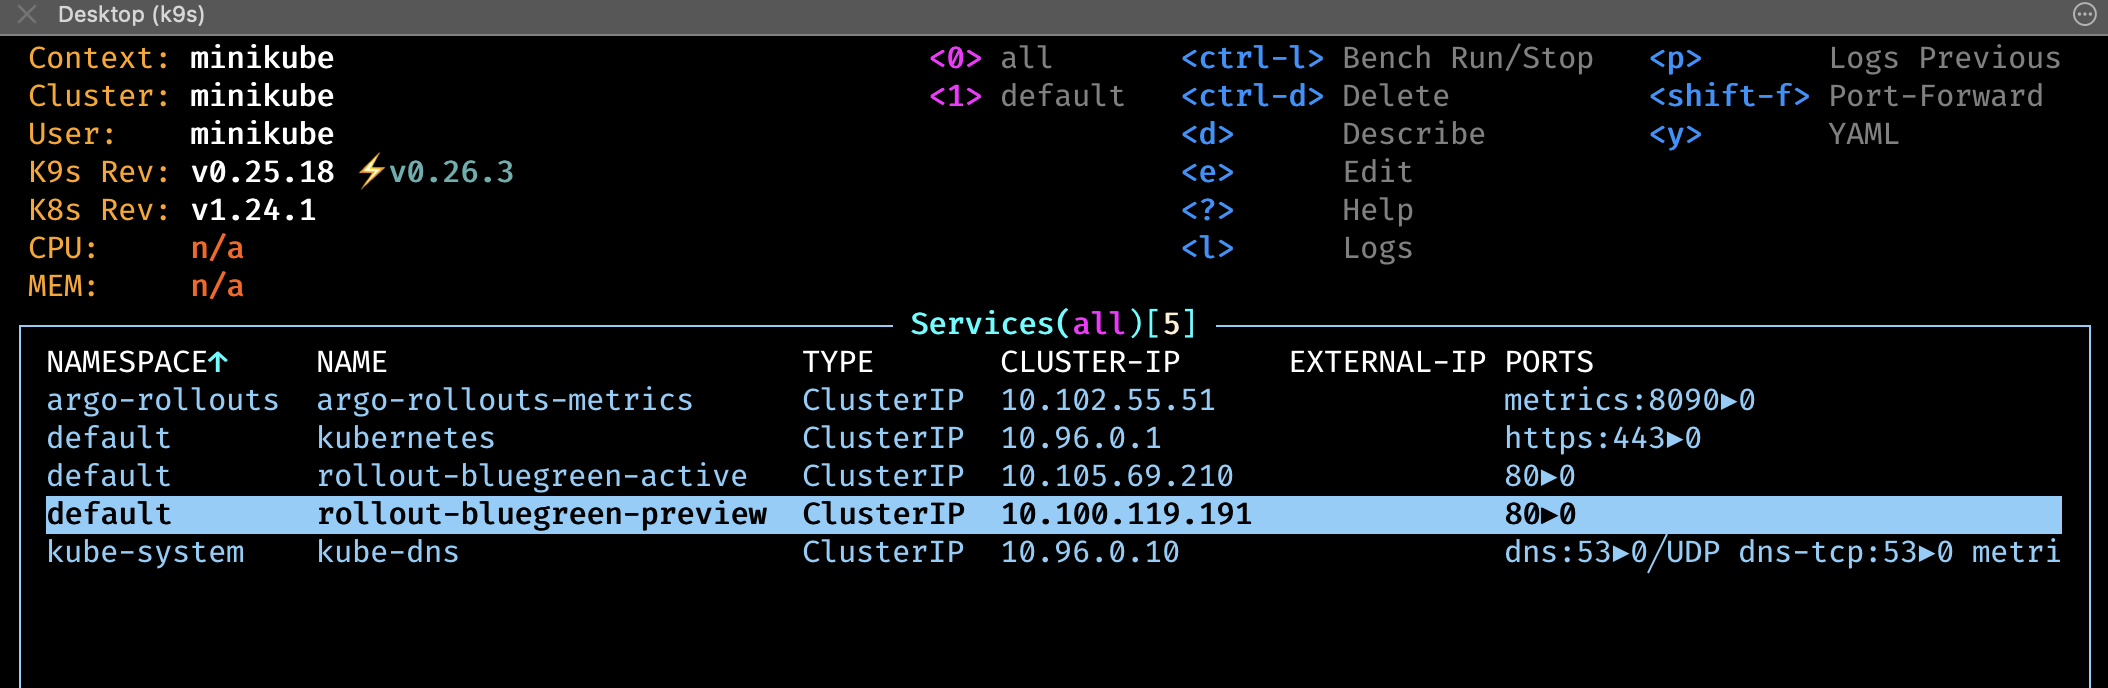 Desktop (k9s)
Context: minikube <0> all <ctrl-l> Bench Run/Stop <p> Logs Previous
Cluster: minikube <1> default <ctrl-d> Delete <shift-f> Port-Forward
User: minikube <d> Describe <y> YAML
K9s Rev: v0.25.18 ⚡v0.26.3 <e> Edit
K8s Rev: v1.24.1 <?> Help
CPU: n/a <l> Logs
MEM: n/a
Services(all)[5]
NAMESPACE↑ NAME TYPE CLUSTER-IP EXTERNAL-IP PORTS
argo-rollouts argo-rollouts-metrics ClusterIP 10.102.55.51 metrics:8090►0
default kubernetes ClusterIP 10.96.0.1 https:443►0
default rollout-bluegreen-active ClusterIP 10.105.69.210 80►0
default rollout-bluegreen-preview ClusterIP 10.100.119.191 80►0
kube-system kube-dns ClusterIP 10.96.0.10 dns:53►0/UDP dns-tcp:53►0 metri